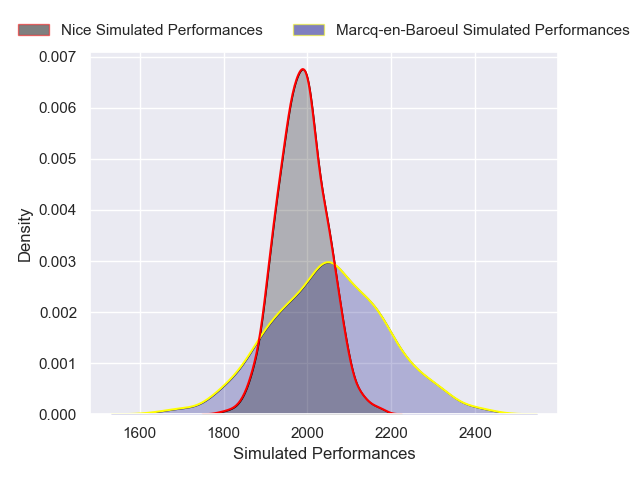 Nice Simulated Performances Marcq-en-Baroeul Simulated Performances
0.007
0.006
0.005
0.004
0.003
0.002
0.001
0.000
Density
1600 1800 2000 2200 2400
Simulated Performances